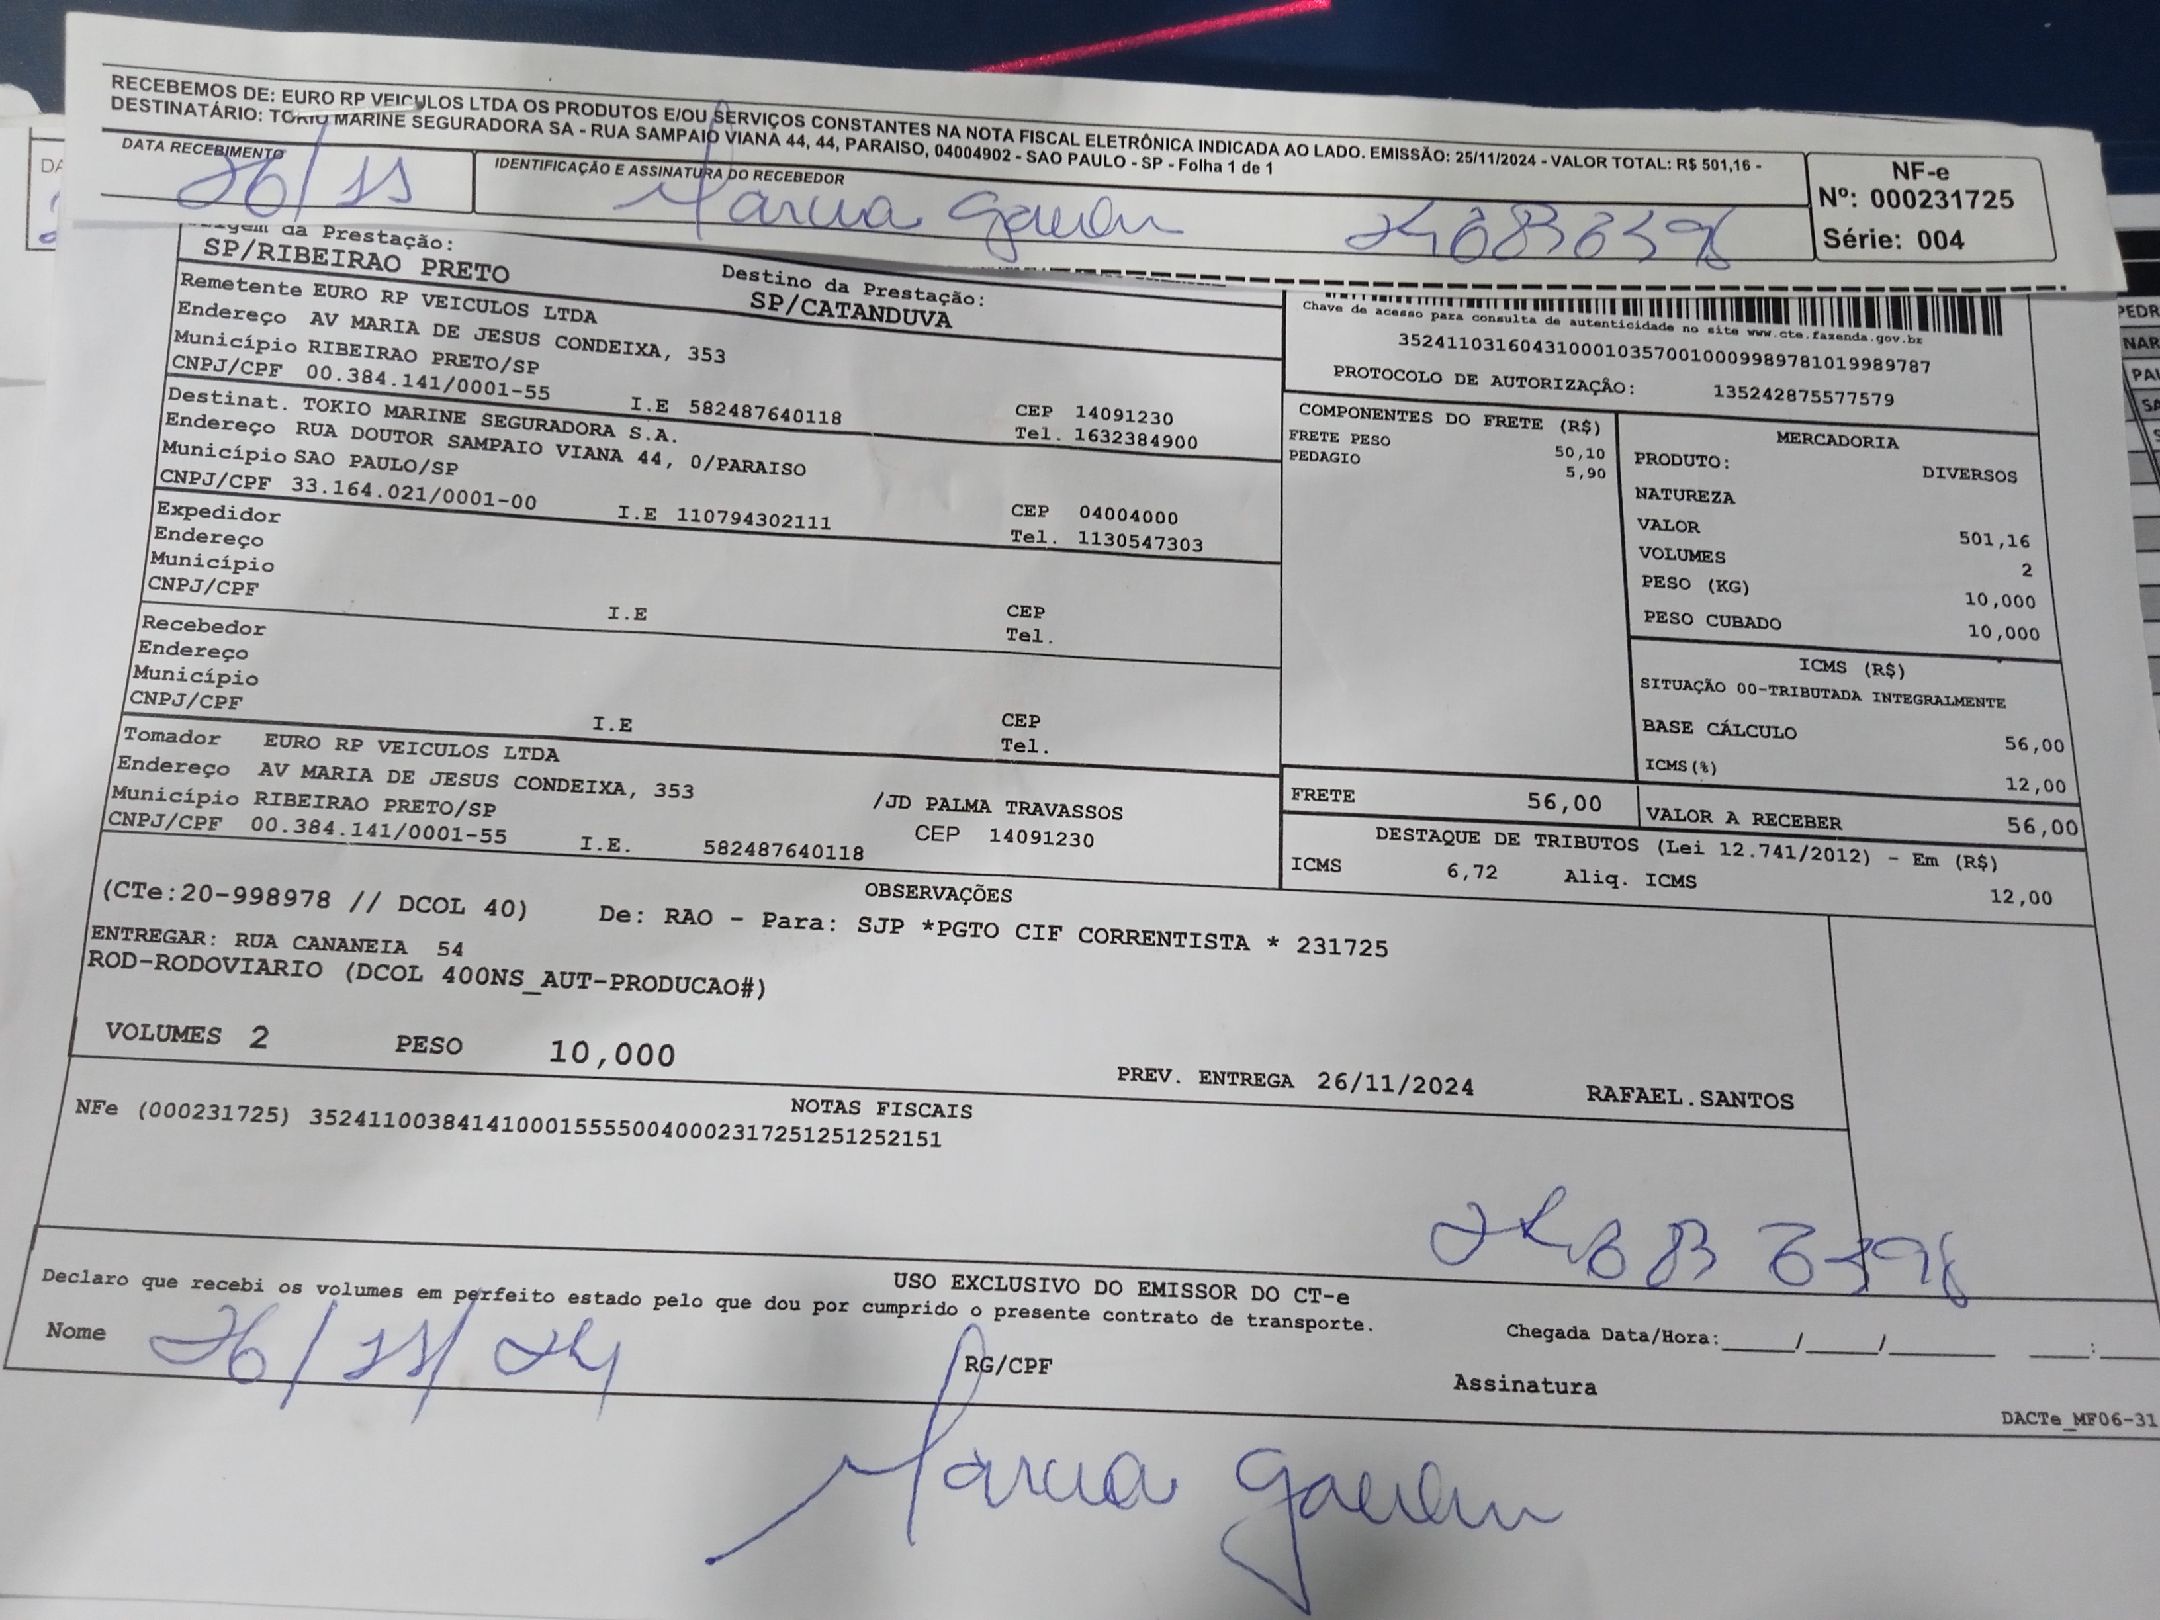 RECEBEMOS DE: EURO RP VEICULOS LTDA OS PRODUTOS E/OU SERVIÇOS CONSTANTES NA NOTA FISCAL ELETRÔNICA INDICADA AO LADO. EMISSÃO: 25/11/2024 - VALOR TOTAL: R$ 501,16 -
DESTINATÁRIO: TOKIO MARINE SEGURADORA SA - RUA SAMPAIO VIANA 44, 44, PARAISO, 04004902 - SAO PAULO - SP - Folha 1 de 1
DATA RECEBIMENTO
IDENTIFICAÇÃO E ASSINATURA DO RECEBEDOR
26/11
Marcia
NF-e
Nº: 000231725
Série: 004
da Prestação:
SP/RIBEIRAO PRETO
Destino da Prestação:
SP/CATANDUVA
Remetente EURO RP VEICULOS LTDA
Endereço AV MARIA DE JESUS CONDEIXA, 353
Município RIBEIRAO PRETO/SP
CNPJ/CPF 00.384.141/0001-55 I.E 582487640118
CEP 14091230
Tel. 1632384900
Destinat. TOKIO MARINE SEGURADORA S.A.
Endereço RUA DOUTOR SAMPAIO VIANA 44, 0/PARAISO
Município SAO PAULO/SP
CNPJ/CPF 33.164.021/0001-00 I.E 110794302111
CEP 04004000
Tel. 1130547303
Expedidor
Endereço
Município
CNPJ/CPF I.E CEP
Tel.
Recebedor
Endereço
Município
CNPJ/CPF I.E CEP
Tel.
Tomador EURO RP VEICULOS LTDA
Endereço AV MARIA DE JESUS CONDEIXA, 353 /JD PALMA TRAVASSOS
Município RIBEIRAO PRETO/SP CEP 14091230
CNPJ/CPF 00.384.141/0001-55 I.E. 582487640118
Chave de acesso para consulta de autenticidade no site www.cte.fazenda.gov.br
35241103160431000103570010009989781019989787
PROTOCOLO DE AUTORIZAÇÃO: 135242875577579
COMPONENTES DO FRETE (R$)
FRETE PESO 50,10
PEDAGIO 5,90
MERCADORIA
PRODUTO: DIVERSOS
NATUREZA
VALOR 501,16
VOLUMES 2
PESO (KG) 10,000
PESO CUBADO 10,000
ICMS (R$)
SITUAÇÃO 00-TRIBUTADA INTEGRALMENTE
BASE CÁLCULO 56,00
ICMS(%) 12,00
FRETE 56,00
VALOR A RECEBER 56,00
DESTAQUE DE TRIBUTOS (Lei 12.741/2012) - Em (R$)
ICMS 6,72 Aliq. ICMS 12,00
OBSERVAÇÕES
(CTe:20-998978 // DCOL 40) De: RAO - Para: SJP *PGTO CIF CORRENTISTA * 231725
ENTREGAR: RUA CANANEIA 54
ROD-RODOVIARIO (DCOL 400NS_AUT-PRODUCAO#)
VOLUMES 2 PESO 10,000
PREV. ENTREGA 26/11/2024 RAFAEL.SANTOS
NOTAS FISCAIS
NFe (000231725) 35241100384141000155550040002317251251252151
USO EXCLUSIVO DO EMISSOR DO CT-e
Declaro que recebi os volumes em perfeito estado pelo que dou por cumprido o presente contrato de transporte.
Nome 26/11/24 RG/CPF
Chegada Data/Hora:_____/_____/_______ ____:____
Assinatura
DACTe_MF06-31
Marcia